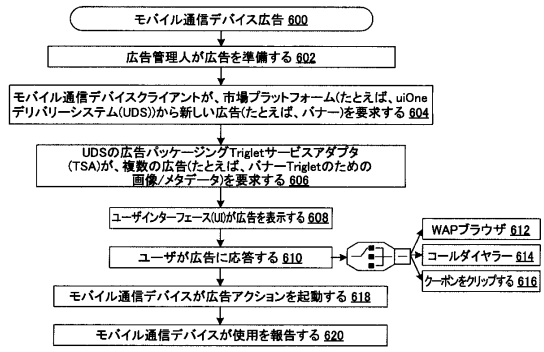 モバイル通信デバイス広告 600
広告管理人が広告を準備する 602
モバイル通信デバイスクライアントが、市場プラットフォーム(たとえば、uiOne
デリバリーシステム(UDS))から新しい広告(たとえば、バナー)を要求する 604
UDSの広告パッケージングTrigletサービスアダプタ
(TSA)が、複数の広告(たとえば、バナーTrigletのための
画像/メタデータ)を要求する 606
ユーザインターフェース(UI)が広告を表示する 608
ユーザが広告に応答する 610
WAPブラウザ 612
コールダイヤラー 614
クーポンをクリップする 616
モバイル通信デバイスが広告アクションを起動する 618
モバイル通信デバイスが使用を報告する 620